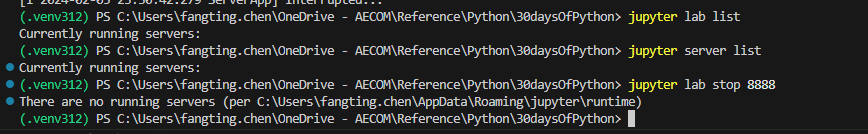 [I 2024-02-05 23:50:42.279 ServerApp] Interrupted...
(.venv312) PS C:\Users\fangting.chen\OneDrive - AECOM\Reference\Python\30daysOfPython> jupyter lab list
Currently running servers:
(.venv312) PS C:\Users\fangting.chen\OneDrive - AECOM\Reference\Python\30daysOfPython> jupyter server list
Currently running servers:
(.venv312) PS C:\Users\fangting.chen\OneDrive - AECOM\Reference\Python\30daysOfPython> jupyter lab stop 8888
There are no running servers (per C:\Users\fangting.chen\AppData\Roaming\jupyter\runtime)
(.venv312) PS C:\Users\fangting.chen\OneDrive - AECOM\Reference\Python\30daysOfPython>